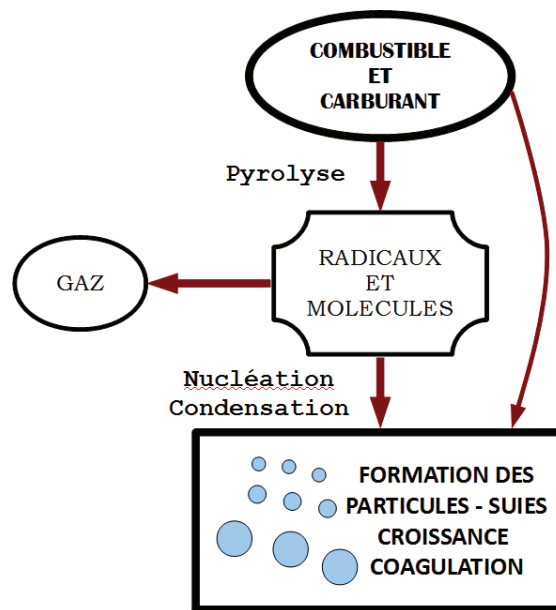 COMBUSTIBLE
ET
CARBURANT
Pyrolyse
RADICAUX
ET
MOLECULES
GAZ
Nucléation
Condensation
FORMATION DES
PARTICULES - SUIES
CROISSANCE
COAGULATION